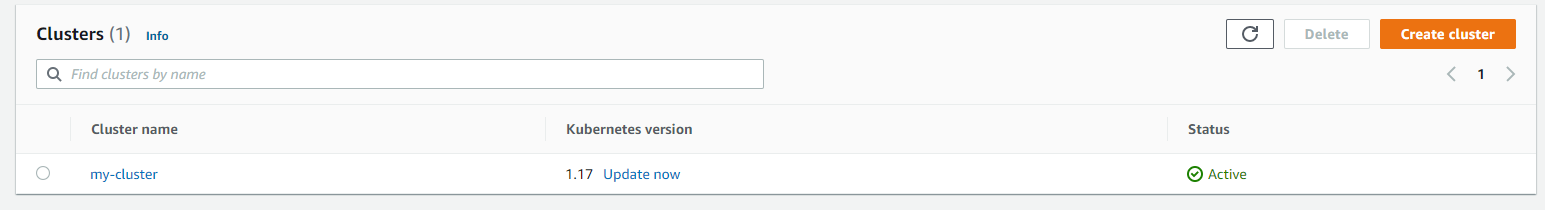 Clusters (1) Info
Delete
Create cluster
Find clusters by name
1
Cluster name Kubernetes version Status
my-cluster 1.17 Update now Active